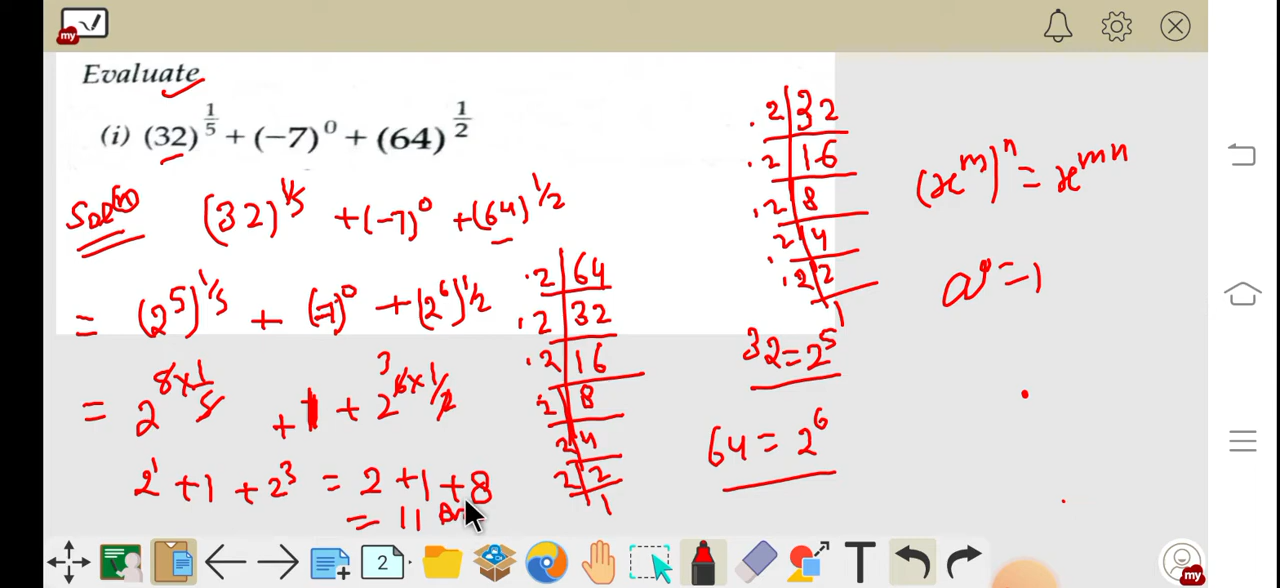 my
Evaluate
(i) (32)^{1/5} + (−7)^0 + (64)^{1/2}
Soln (32)^{1/5} + (−7)^0 + (64)^{1/2}
= (2^5)^{1/5} + (−7)^0 + (2^6)^{1/2}
= 2^{5×1/5} + 1 + 2^{6×1/2} 3
2^1 + 1 + 2^3 = 2 + 1 + 8
= 11
2 | 64
2 | 32
2 | 16
2 | 8
2 | 4
2 | 2
1
2 | 32
2 | 16
2 | 8
2 | 4
2 | 2
1
32 = 2^5
64 = 2^6
(x^m)^n = x^{mn}
a^0 = 1
2
T
my